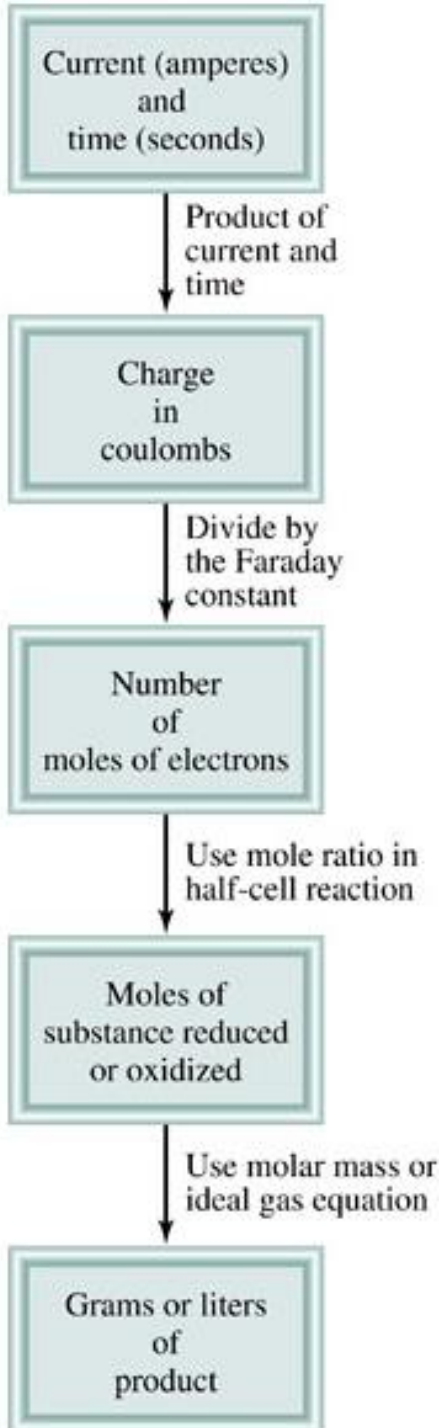 Current (amperes)
and
time (seconds)
Product of
current and
time
Charge
in
coulombs
Divide by
the Faraday
constant
Number
of
moles of electrons
Use mole ratio in
half-cell reaction
Moles of
substance reduced
or oxidized
Use molar mass or
ideal gas equation
Grams or liters
of
product